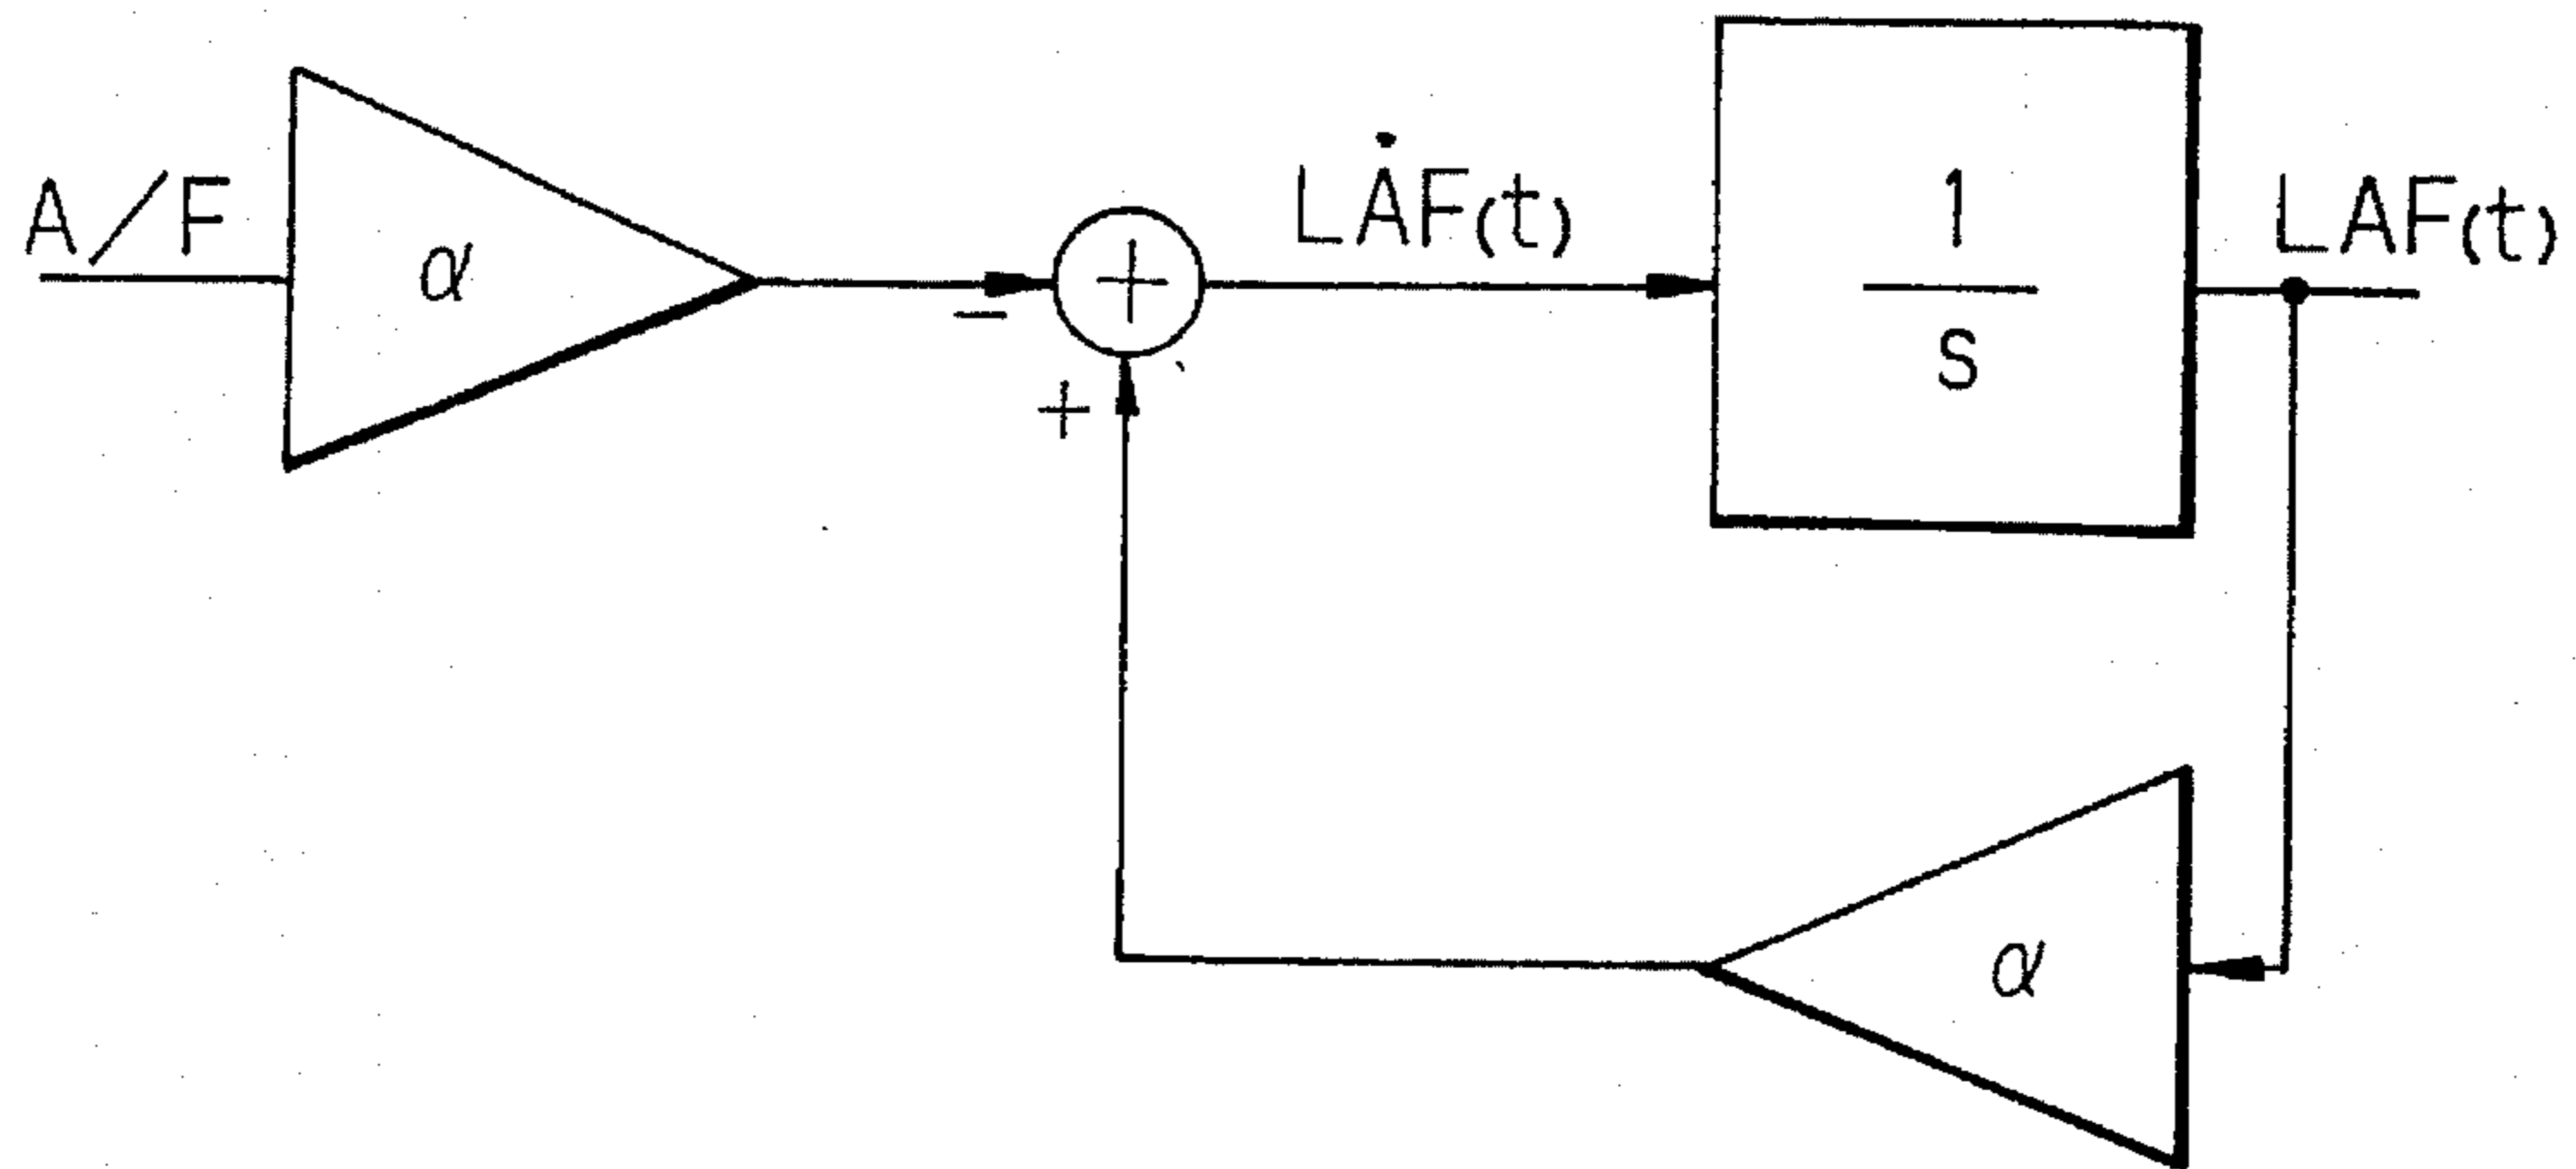 A/F
α
−
+
+
LȦF(t)
1
S
LAF(t)
α